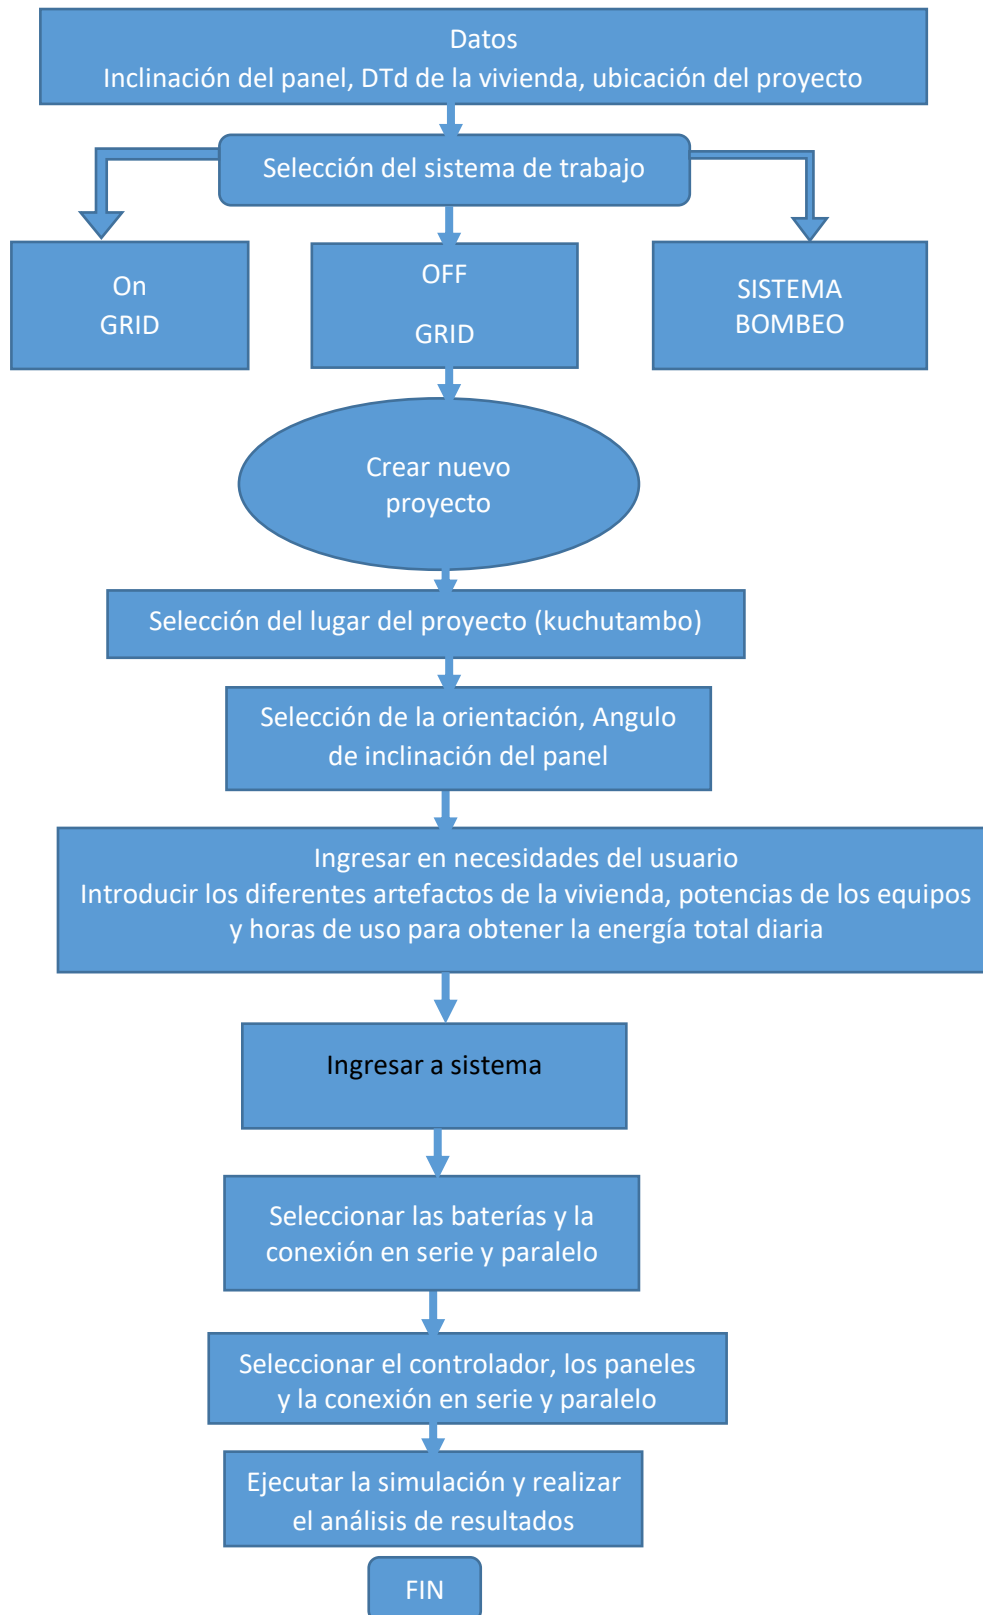 Datos
Inclinación del panel, DTd de la vivienda, ubicación del proyecto
Selección del sistema de trabajo
On
GRID
OFF
GRID
SISTEMA
BOMBEO
Crear nuevo
proyecto
Selección del lugar del proyecto (kuchutambo)
Selección de la orientación, Angulo
de inclinación del panel
Ingresar en necesidades del usuario
Introducir los diferentes artefactos de la vivienda, potencias de los equipos
y horas de uso para obtener la energía total diaria
Ingresar a sistema
Seleccionar las baterías y la
conexión en serie y paralelo
Seleccionar el controlador, los paneles
y la conexión en serie y paralelo
Ejecutar la simulación y realizar
el análisis de resultados
FIN